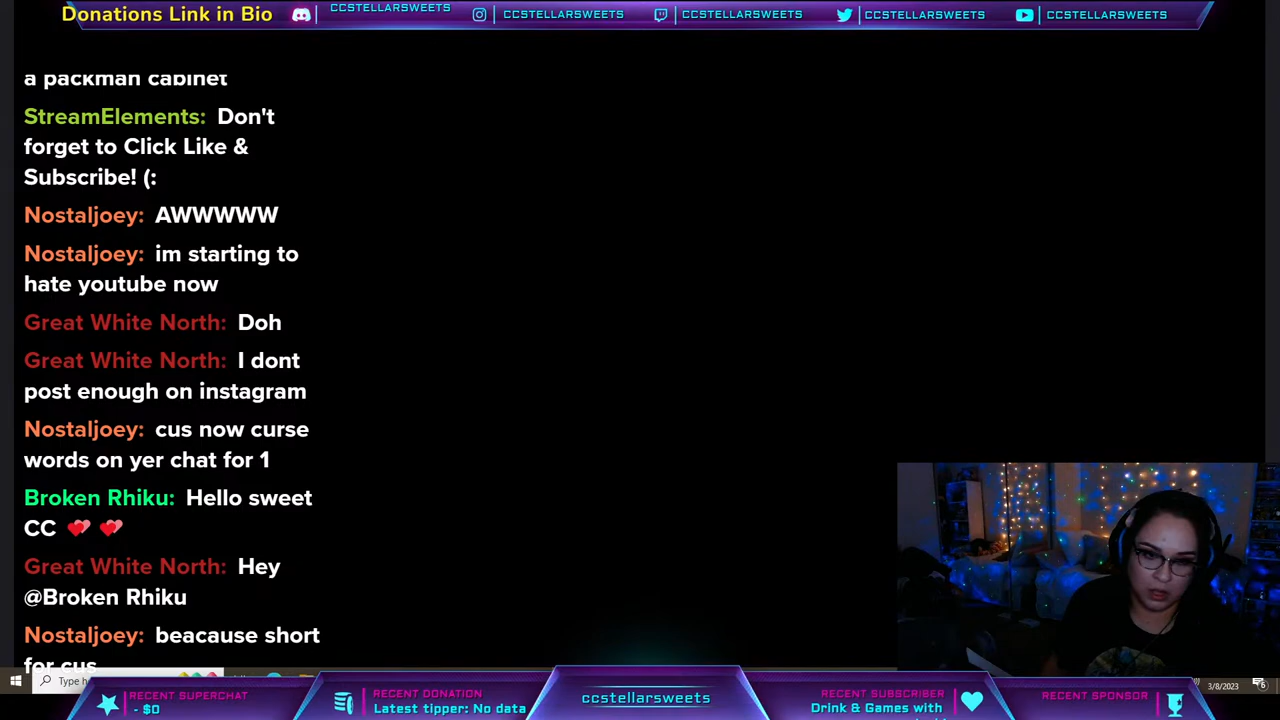 Donations Link in Bio
CCSTELLARSWEETS
CCSTELLARSWEETS
CCSTELLARSWEETS
CCSTELLARSWEETS
CCSTELLARSWEETS
a packman cabinet
StreamElements: Don't
forget to Click Like &
Subscribe! (:
Nostaljoey: AWWWWW
Nostaljoey: im starting to
hate youtube now
Great White North: Doh
Great White North: I dont
post enough on instagram
Nostaljoey: cus now curse
words on yer chat for 1
Broken Rhiku: Hello sweet
CC 💕 💕
Great White North: Hey
@Broken Rhiku
Nostaljoey: beacause short
for cus
Type h
3/8/2023
6
RECENT SUPERCHAT
- $0
RECENT DONATION
Latest tipper: No data
ccstellarsweets
RECENT SUBSCRIBER
Drink & Games with
RECENT SPONSOR